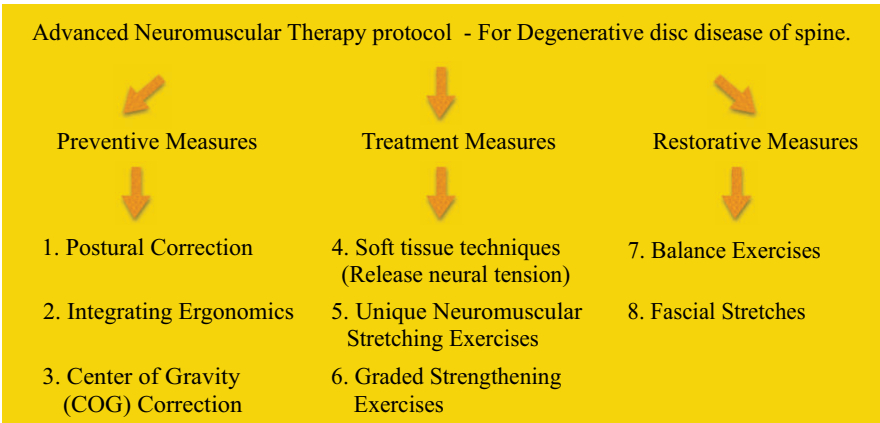 Advanced Neuromuscular Therapy protocol - For Degenerative disc disease of spine.
Preventive Measures
Treatment Measures
Restorative Measures
1. Postural Correction
2. Integrating Ergonomics
3. Center of Gravity
(COG) Correction
4. Soft tissue techniques
(Release neural tension)
5. Unique Neuromuscular
Stretching Exercises
6. Graded Strengthening
Exercises
7. Balance Exercises
8. Fascial Stretches